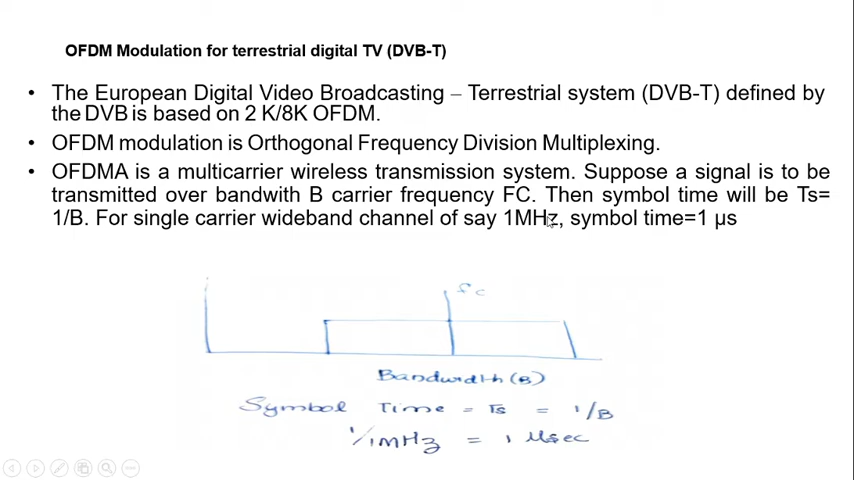 OFDM Modulation for terrestrial digital TV (DVB-T)
• The European Digital Video Broadcasting – Terrestrial system (DVB-T) defined by
the DVB is based on 2 K/8K OFDM.
• OFDM modulation is Orthogonal Frequency Division Multiplexing.
• OFDMA is a multicarrier wireless transmission system. Suppose a signal is to be
transmitted over bandwith B carrier frequency FC. Then symbol time will be Ts=
1/B. For single carrier wideband channel of say 1MHz, symbol time=1 µs
fc
Bandwidth (B)
Symbol Time = Ts = 1/B
1/1MHz = 1 µsec